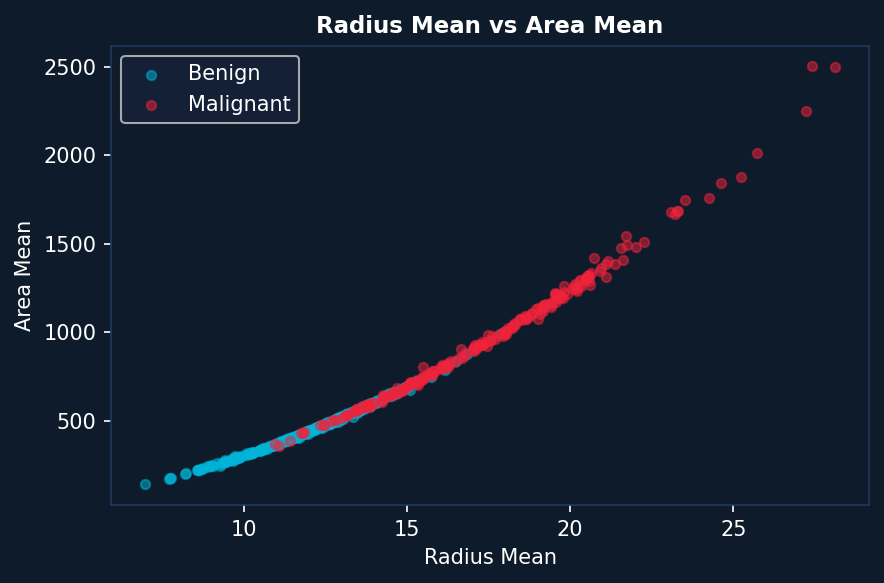 Radius Mean vs Area Mean
Benign
Malignant
2500
2000
1500
1000
500
Area Mean
10 15 20 25
Radius Mean